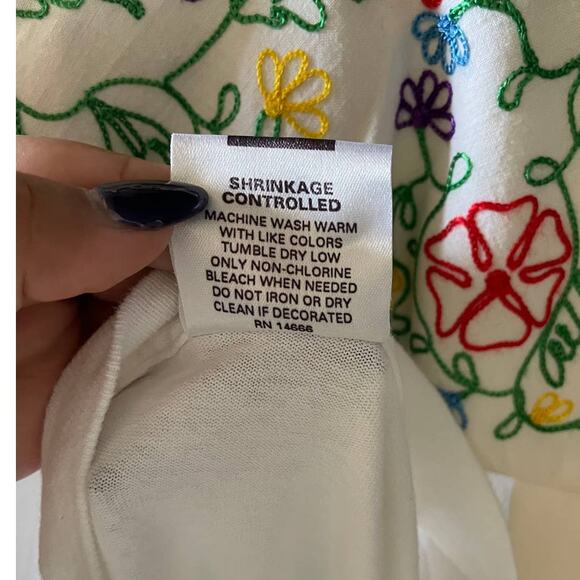 SHRINKAGE
CONTROLLED
MACHINE WASH WARM
WITH LIKE COLORS
TUMBLE DRY LOW
ONLY NON-CHLORINE
BLEACH WHEN NEEDED
DO NOT IRON OR DRY
CLEAN IF DECORATED
RN 14666